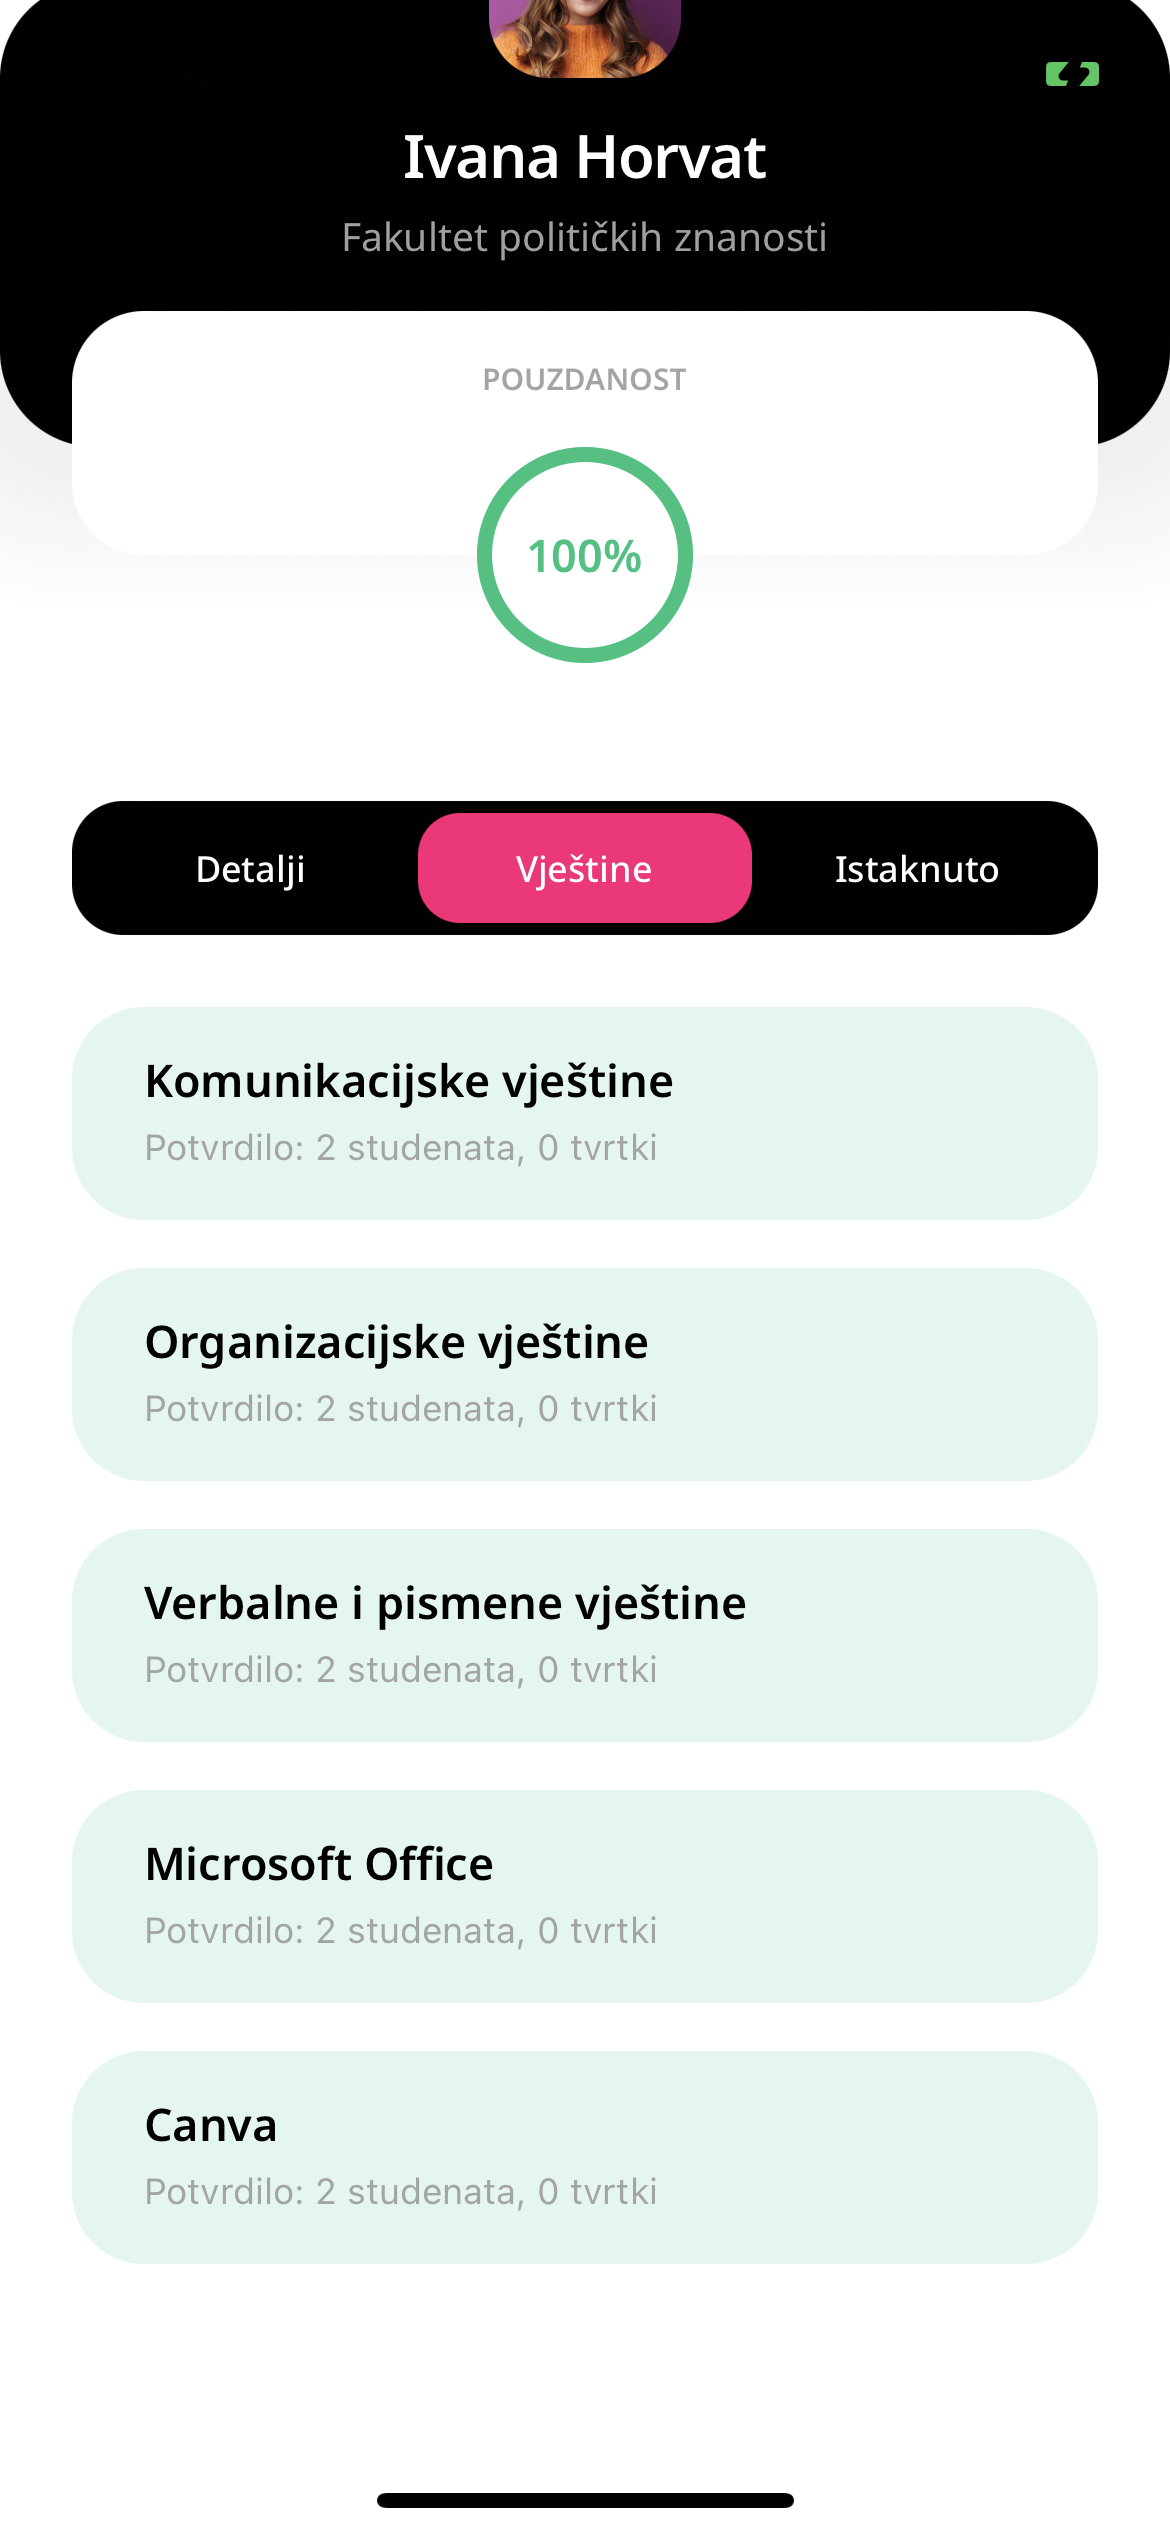 Ivana Horvat
Fakultet političkih znanosti
POUZDANOST
100%
Detalji Vještine Istaknuto
Komunikacijske vještine
Potvrdilo: 2 studenata, 0 tvrtki
Organizacijske vještine
Potvrdilo: 2 studenata, 0 tvrtki
Verbalne i pismene vještine
Potvrdilo: 2 studenata, 0 tvrtki
Microsoft Office
Potvrdilo: 2 studenata, 0 tvrtki
Canva
Potvrdilo: 2 studenata, 0 tvrtki